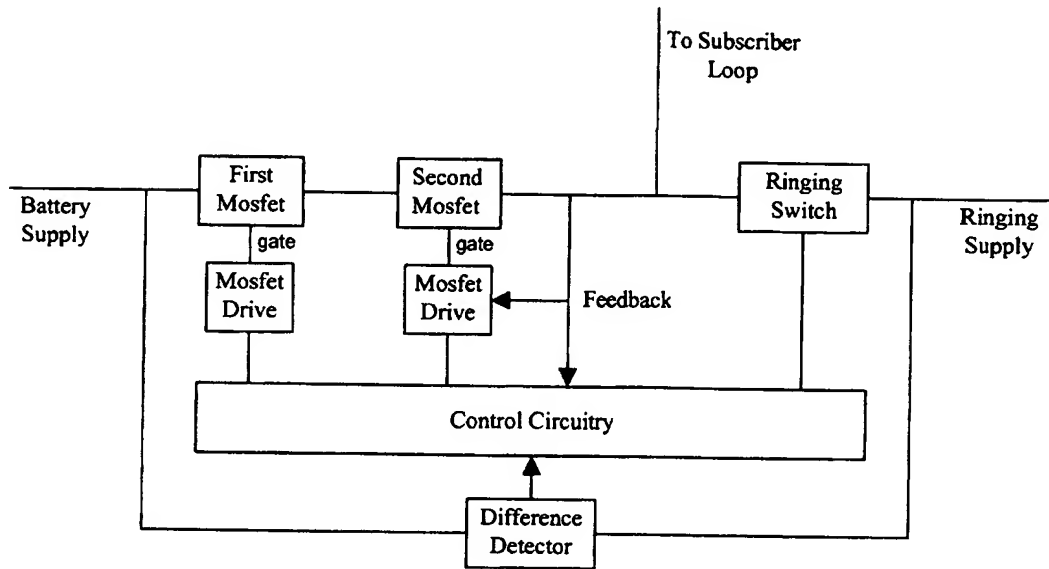 To Subscriber
Loop
First
Mosfet
Second
Mosfet
Ringing
Switch
Battery
Supply
Ringing
Supply
gate
gate
Mosfet
Drive
Mosfet
Drive
Feedback
Control Circuitry
Difference
Detector